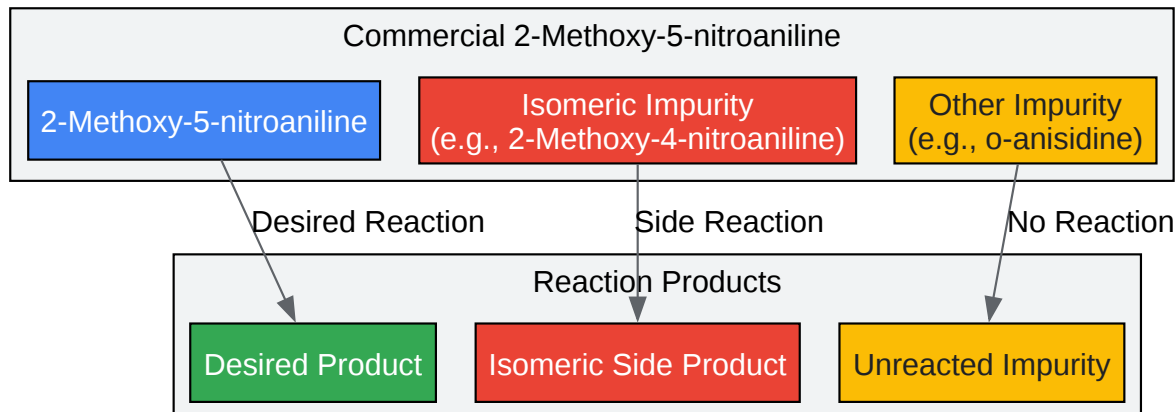 Commercial 2-Methoxy-5-nitroaniline
2-Methoxy-5-nitroaniline
Isomeric Impurity
(e.g., 2-Methoxy-4-nitroaniline)
Other Impurity
(e.g., o-anisidine)
Desired Reaction
Side Reaction
No Reaction
Reaction Products
Desired Product
Isomeric Side Product
Unreacted Impurity